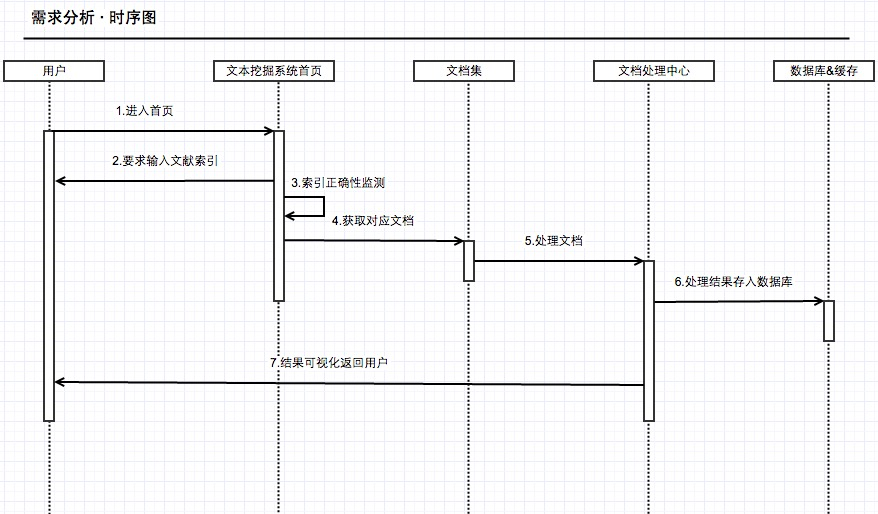 需求分析 · 时序图
用户
文本挖掘系统首页
文档集
文档处理中心
数据库&缓存
1.进入首页
2.要求输入文献索引
3.索引正确性监测
4.获取对应文档
5.处理文档
6.处理结果存入数据库
7.结果可视化返回用户